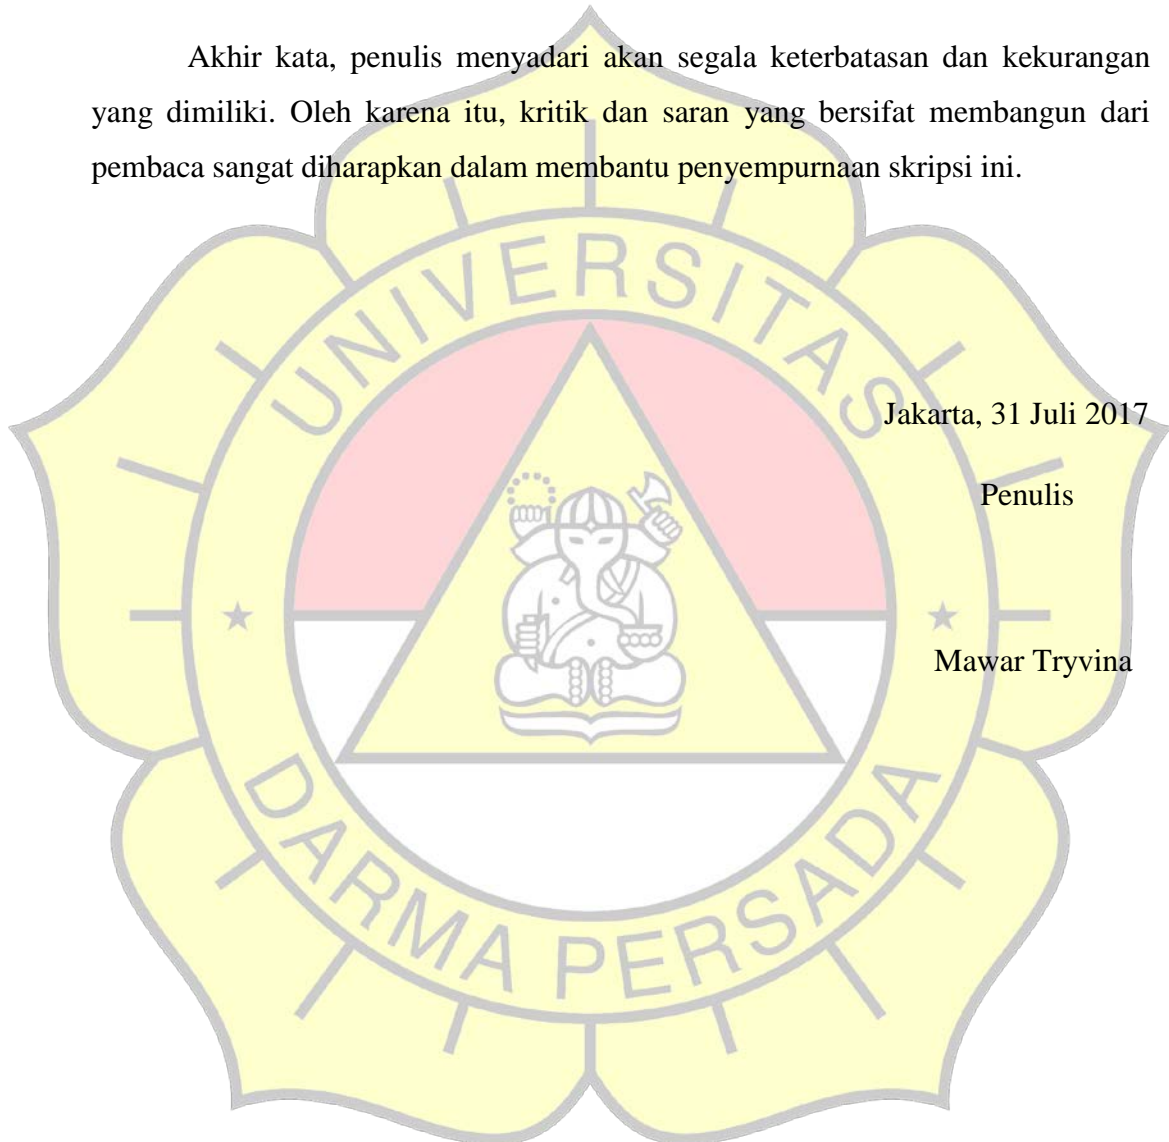 Akhir kata, penulis menyadari akan segala keterbatasan dan kekurangan
yang dimiliki. Oleh karena itu, kritik dan saran yang bersifat membangun dari
pembaca sangat diharapkan dalam membantu penyempurnaan skripsi ini.
UNIVERSITAS
Jakarta, 31 Juli 2017
Penulis
Mawar Tryvina
DARMA PERSADA